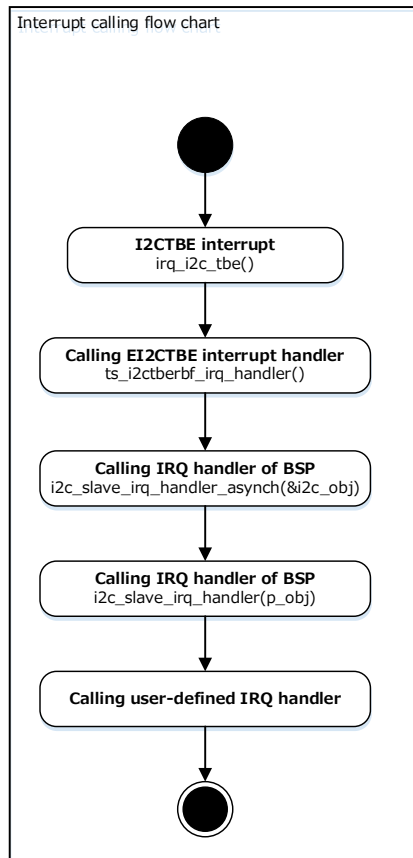 Interrupt calling flow chart
I2CTBE interrupt
irq_i2c_tbe()
Calling EI2CTBE interrupt handler
ts_i2ctberbf_irq_handler()
Calling IRQ handler of BSP
i2c_slave_irq_handler_asynch(&i2c_obj)
Calling IRQ handler of BSP
i2c_slave_irq_handler(p_obj)
Calling user-defined IRQ handler